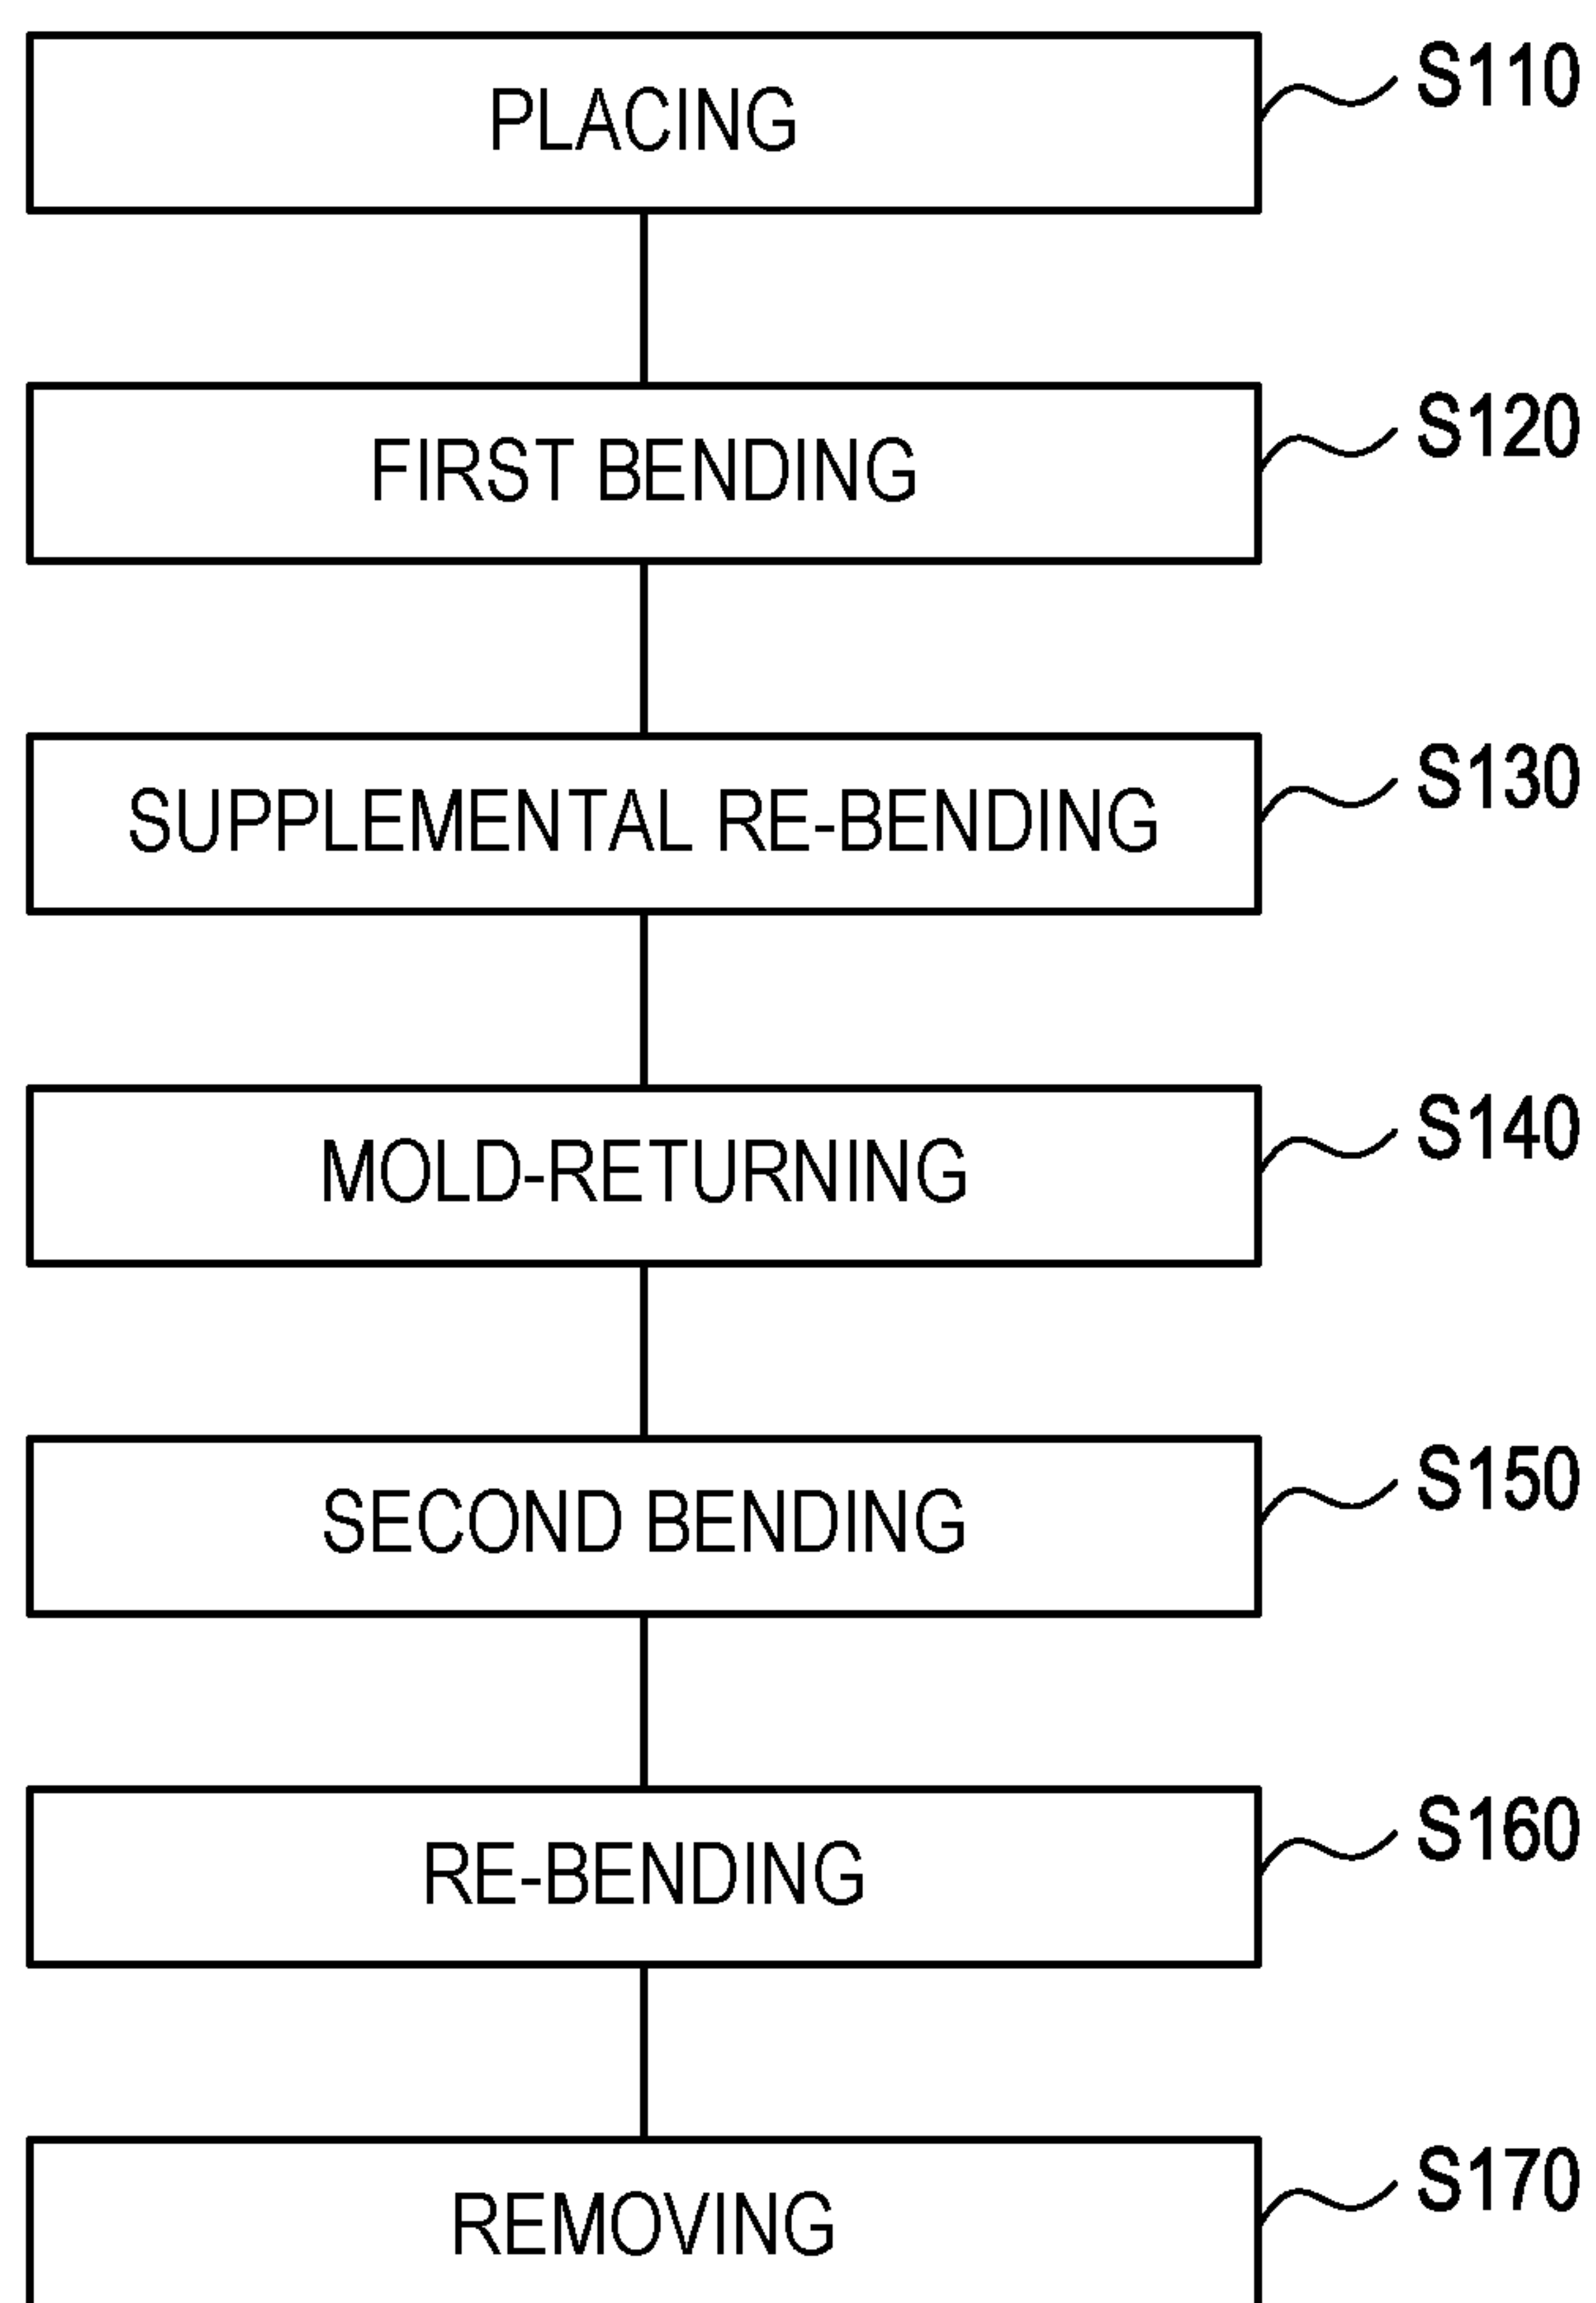 PLACING S110
FIRST BENDING S120
SUPPLEMENTAL RE-BENDING S130
MOLD-RETURNING S140
SECOND BENDING S150
RE-BENDING S160
REMOVING S170